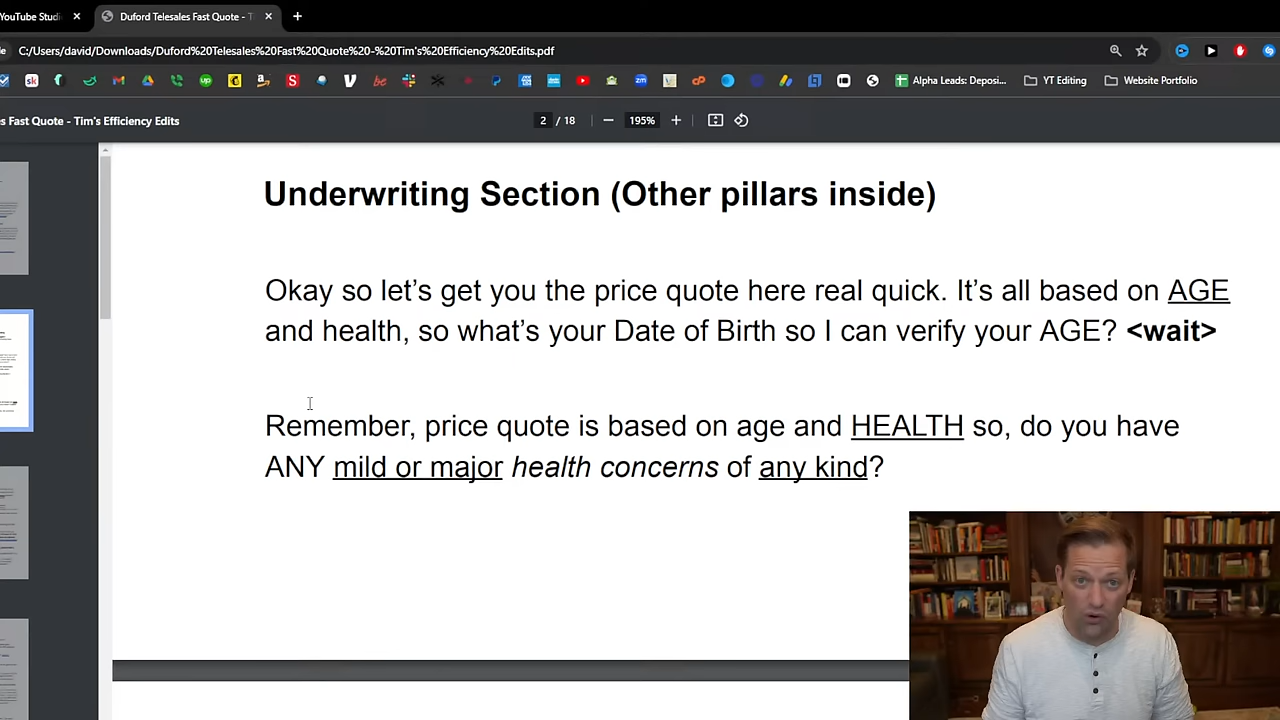 YouTube Studi
Duford Telesales Fast Quote - T
C:/Users/david/Downloads/Duford%20Telesales%20Fast%20Quote%20-%20Tim's%20Efficiency%20Edits.pdf
Alpha Leads: Deposi...
YT Editing
Website Portfolio
s Fast Quote - Tim's Efficiency Edits
2 / 18
195%
Underwriting Section (Other pillars inside)
Okay so let's get you the price quote here real quick. It's all based on AGE
and health, so what's your Date of Birth so I can verify your AGE? <wait>
Remember, price quote is based on age and HEALTH so, do you have
ANY mild or major health concerns of any kind?